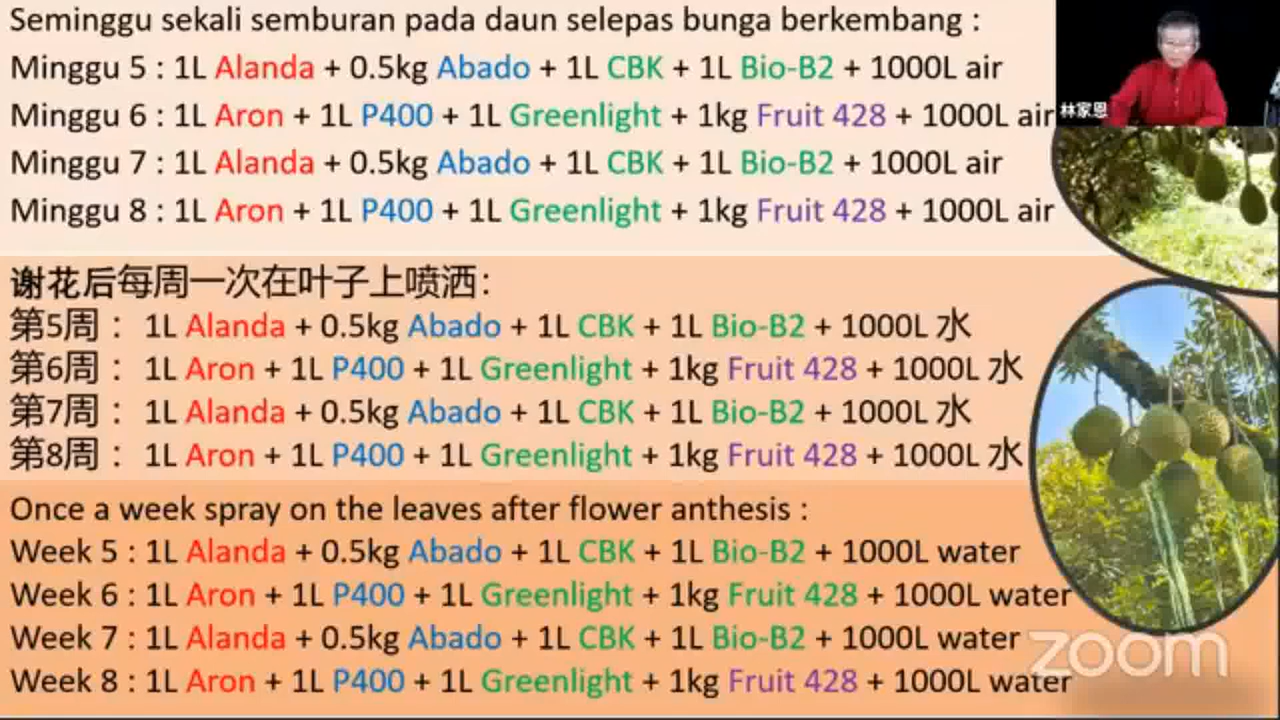 Seminggu sekali semburan pada daun selepas bunga berkembang :
Minggu 5 : 1L Alanda + 0.5kg Abado + 1L CBK + 1L Bio-B2 + 1000L air
Minggu 6 : 1L Aron + 1L P400 + 1L Greenlight + 1kg Fruit 428 + 1000L air
Minggu 7 : 1L Alanda + 0.5kg Abado + 1L CBK + 1L Bio-B2 + 1000L air
Minggu 8 : 1L Aron + 1L P400 + 1L Greenlight + 1kg Fruit 428 + 1000L air
林家恩
谢花后每周一次在叶子上喷洒：
第5周： 1L Alanda + 0.5kg Abado + 1L CBK + 1L Bio-B2 + 1000L 水
第6周： 1L Aron + 1L P400 + 1L Greenlight + 1kg Fruit 428 + 1000L 水
第7周： 1L Alanda + 0.5kg Abado + 1L CBK + 1L Bio-B2 + 1000L 水
第8周： 1L Aron + 1L P400 + 1L Greenlight + 1kg Fruit 428 + 1000L 水
Once a week spray on the leaves after flower anthesis :
Week 5 : 1L Alanda + 0.5kg Abado + 1L CBK + 1L Bio-B2 + 1000L water
Week 6 : 1L Aron + 1L P400 + 1L Greenlight + 1kg Fruit 428 + 1000L water
Week 7 : 1L Alanda + 0.5kg Abado + 1L CBK + 1L Bio-B2 + 1000L water
Week 8 : 1L Aron + 1L P400 + 1L Greenlight + 1kg Fruit 428 + 1000L water
zoom